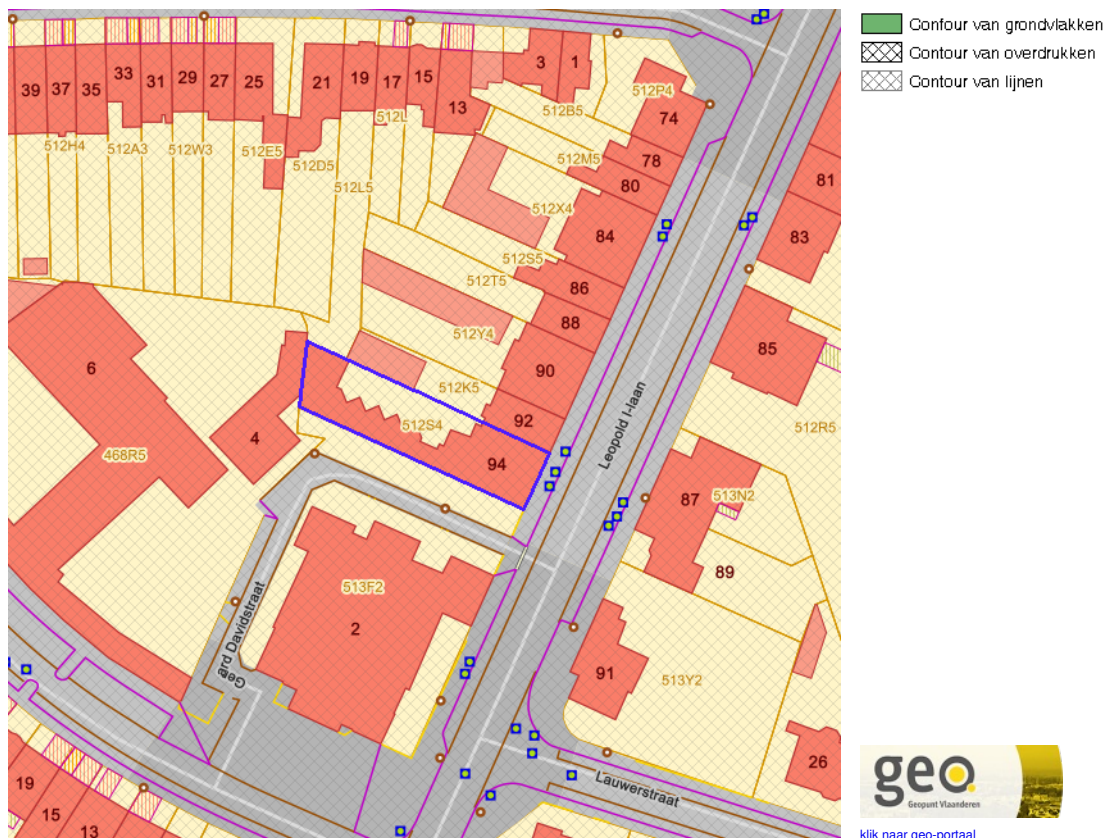 Contour van grondvlakken
Contour van overdrukken
Contour van lijnen
39 37 35 33 31 29 27 25 21 19 17 15 13 3 1
512H4 512A3 512W3 512E5 512D5 512L 512L5 512B5 512P4
74
512M5 78
80
81
512X4
84
83
512S5
512T5
86
88
512Y4
85
6
90
512K5
92
512S4
4
94
468R5
Leopold I-laan
512R5
87
513N2
89
513F2
2
Gerard Davidstraat
91
513Y2
26
Lauwerstraat
19
15
13
geo
Geopunt Vlaanderen
klik naar geo-portaal